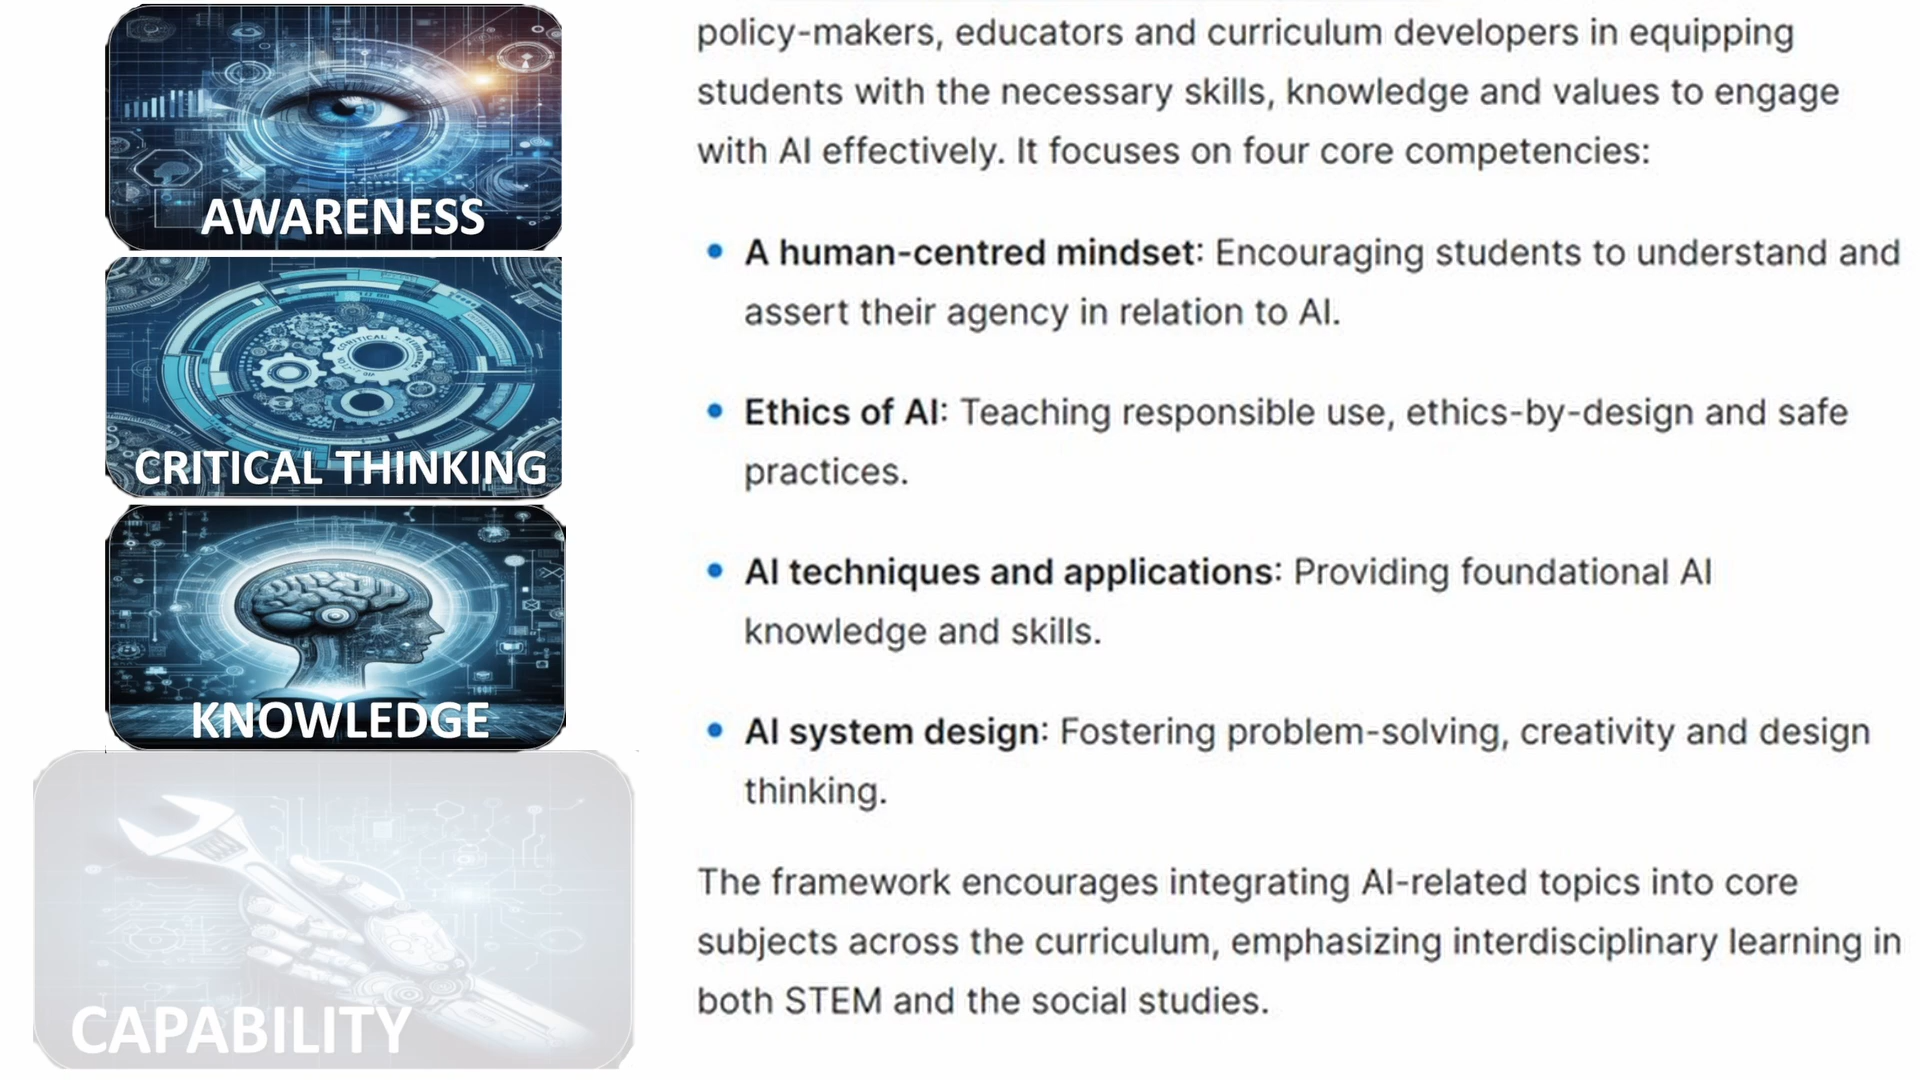 AWARENESS
CRITICAL THINKING
KNOWLEDGE
CAPABILITY
policy-makers, educators and curriculum developers in equipping
students with the necessary skills, knowledge and values to engage
with AI effectively. It focuses on four core competencies:
• A human-centred mindset: Encouraging students to understand and
assert their agency in relation to AI.
• Ethics of AI: Teaching responsible use, ethics-by-design and safe
practices.
• AI techniques and applications: Providing foundational AI
knowledge and skills.
• AI system design: Fostering problem-solving, creativity and design
thinking.
The framework encourages integrating AI-related topics into core
subjects across the curriculum, emphasizing interdisciplinary learning in
both STEM and the social studies.